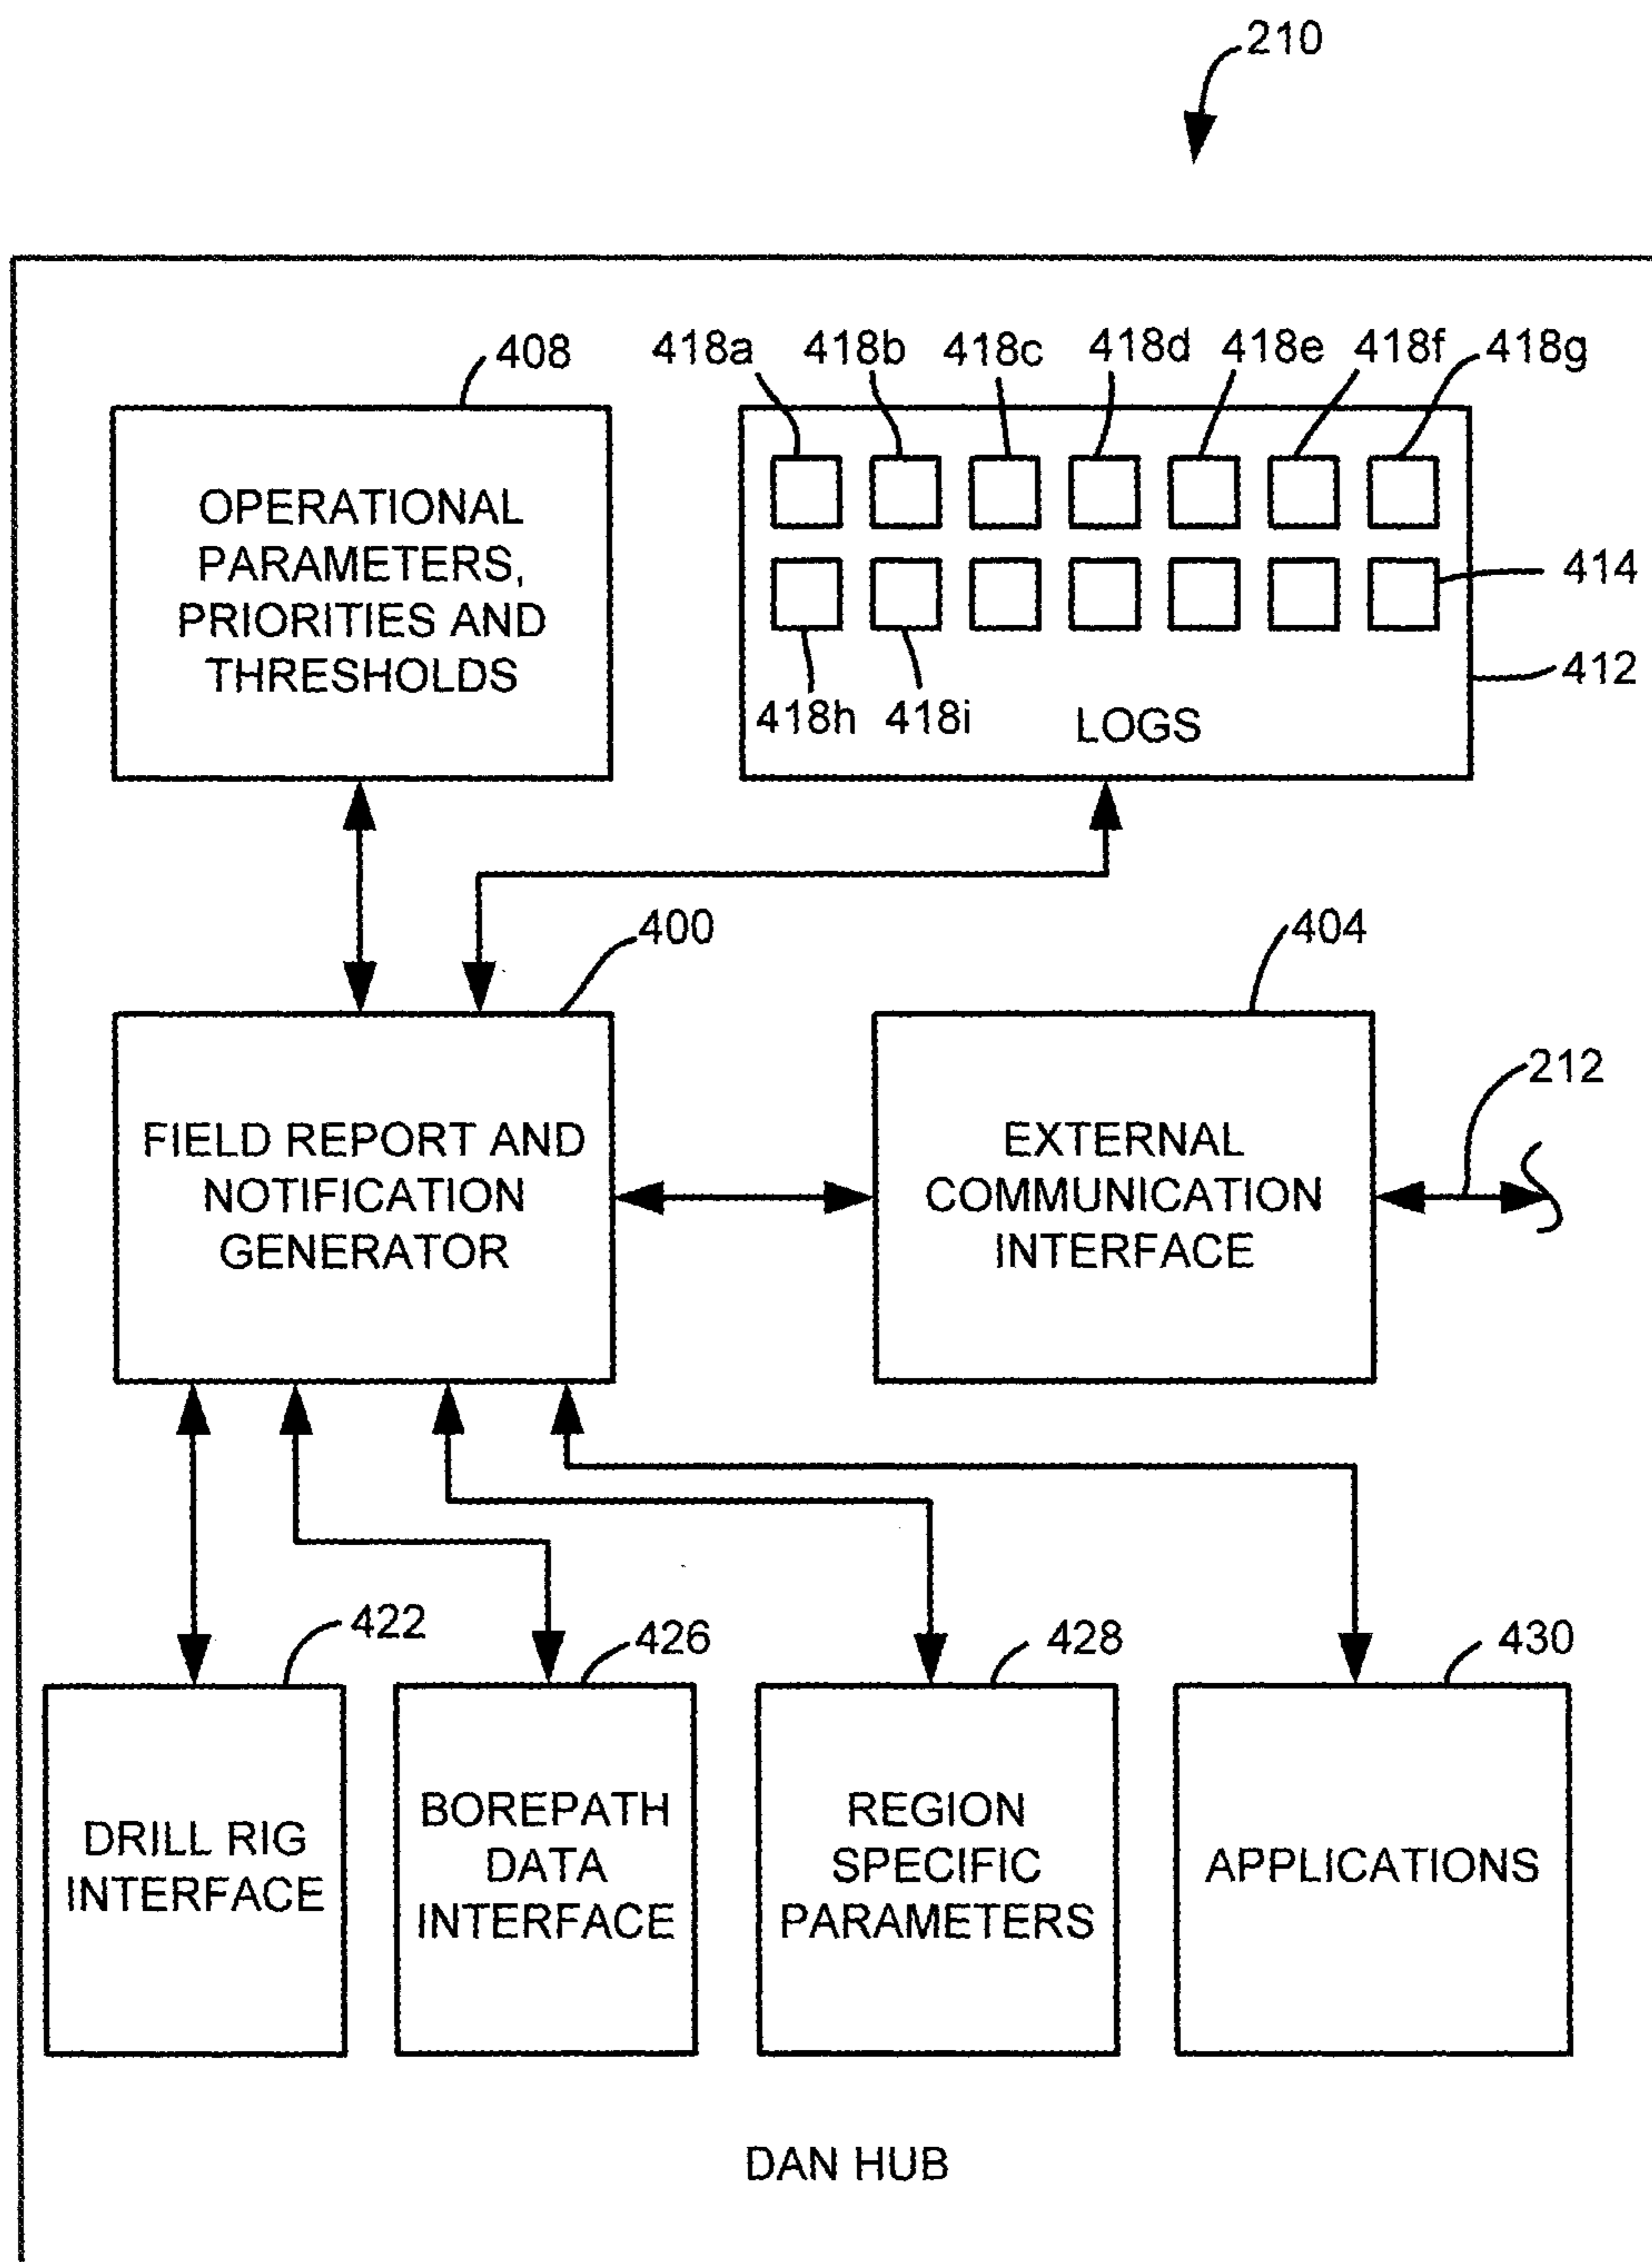 210
408
418a 418b 418c 418d 418e 418f 418g
OPERATIONAL
PARAMETERS,
PRIORITIES AND
THRESHOLDS
414
412
418h 418i
LOGS
400
404
212
FIELD REPORT AND
NOTIFICATION
GENERATOR
EXTERNAL
COMMUNICATION
INTERFACE
422
426
428
430
DRILL RIG
INTERFACE
BOREPATH
DATA
INTERFACE
REGION
SPECIFIC
PARAMETERS
APPLICATIONS
DAN HUB